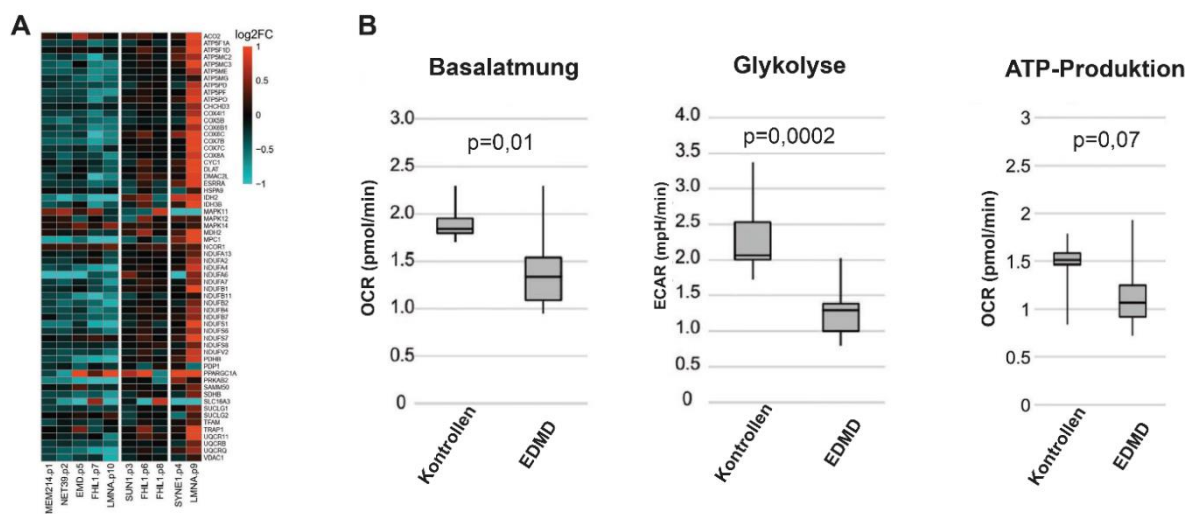 A
log2FC
1
0.5
0
−0.5
−1
ACO2
ATP5F1A
ATP5F1D
ATP5MC2
ATP5MC3
ATP5ME
ATP5MG
ATP5PD
ATP5PF
ATP5PO
CHCHD3
COX4I1
COX5B
COX6B1
COX6C
COX7B
COX7C
COX8A
CYC1
DLAT
DMAC2L
ESRRA
HSPA9
IDH2
IDH3B
MAPK11
MAPK12
MAPK14
MDH2
MPC1
NCOR1
NDUFA13
NDUFA2
NDUFA4
NDUFA6
NDUFA7
NDUFB1
NDUFB11
NDUFB2
NDUFB4
NDUFB7
NDUFS1
NDUFS6
NDUFS7
NDUFS8
NDUFV2
PDHB
PDP1
PPARGC1A
PRKAB2
SAMM50
SDHB
SLC16A3
SUCLG1
SUCLG2
TFAM
TRAP1
UQCR11
UQCRB
UQCRQ
VDAC1
MEM214.p1
NET39.p2
EMD.p5
FHL1.p7
LMNA.p10
SUN1.p3
FHL1.p6
FHL1.p8
SYNE1.p4
LMNA.p9
B
Basalatmung
p=0,01
OCR (pmol/min)
3.0
2.5
2.0
1.5
1.0
0.5
0
Kontrollen
EDMD
Glykolyse
p=0,0002
ECAR (mpH/min)
4.0
3.5
3.0
2.5
2.0
1.5
1.0
0.5
0
Kontrollen
EDMD
ATP-Produktion
p=0,07
OCR (pmol/min)
3
2.5
2
1.5
1
0.5
0
Kontrollen
EDMD